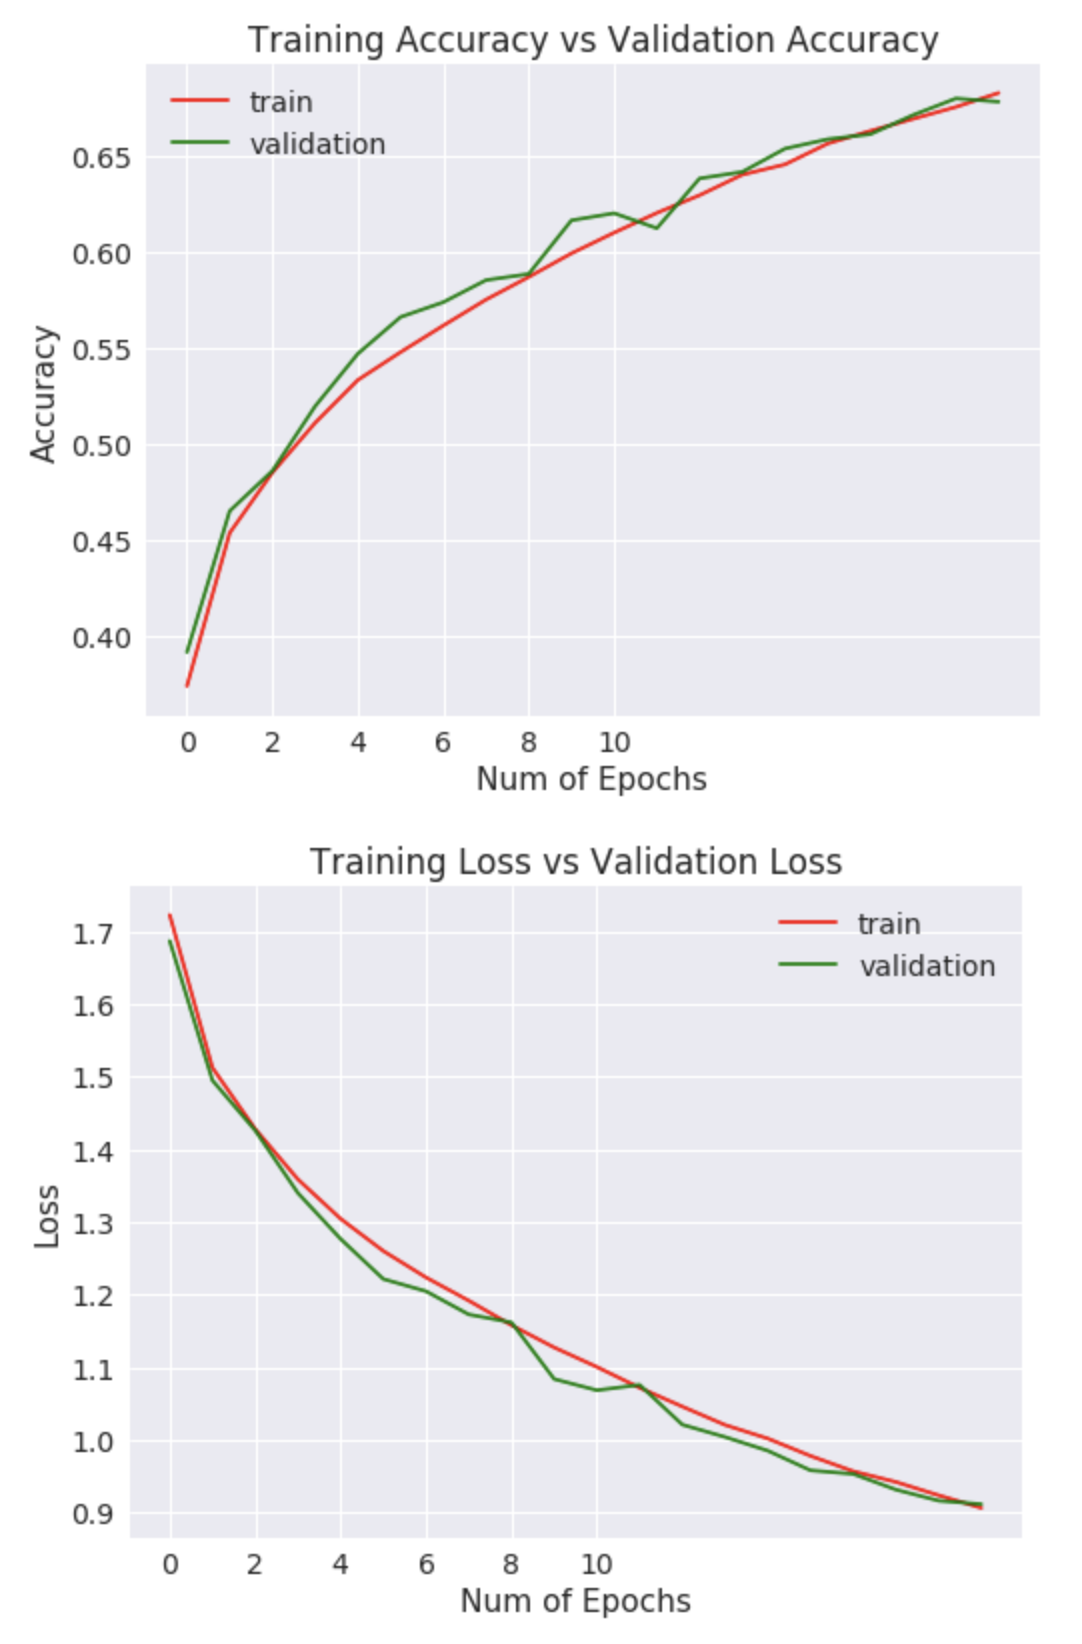 Training Accuracy vs Validation Accuracy
train
validation
0.65
0.60
0.55
0.50
0.45
0.40
Accuracy
0 2 4 6 8 10
Num of Epochs
Training Loss vs Validation Loss
train
validation
1.7
1.6
1.5
1.4
1.3
1.2
1.1
1.0
0.9
Loss
0 2 4 6 8 10
Num of Epochs